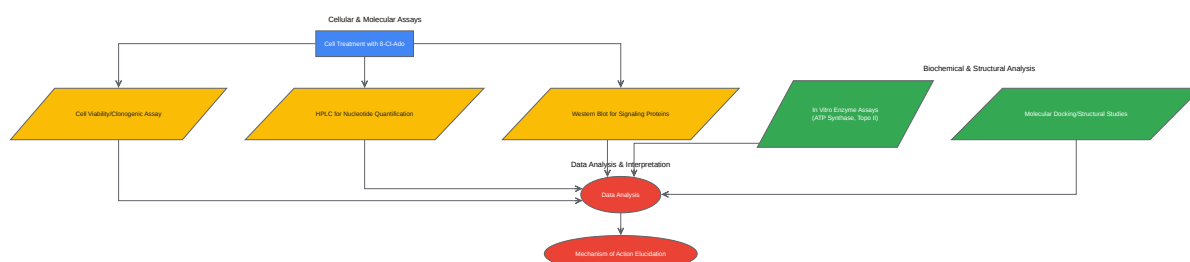 Cellular & Molecular Assays
Cell Treatment with 8-Cl-Ado
Biochemical & Structural Analysis
Cell Viability/Clonogenic Assay
HPLC for Nucleotide Quantification
Western Blot for Signaling Proteins
In Vitro Enzyme Assays
(ATP Synthase, Topo II)
Molecular Docking/Structural Studies
Data Analysis & Interpretation
Data Analysis
Mechanism of Action Elucidation